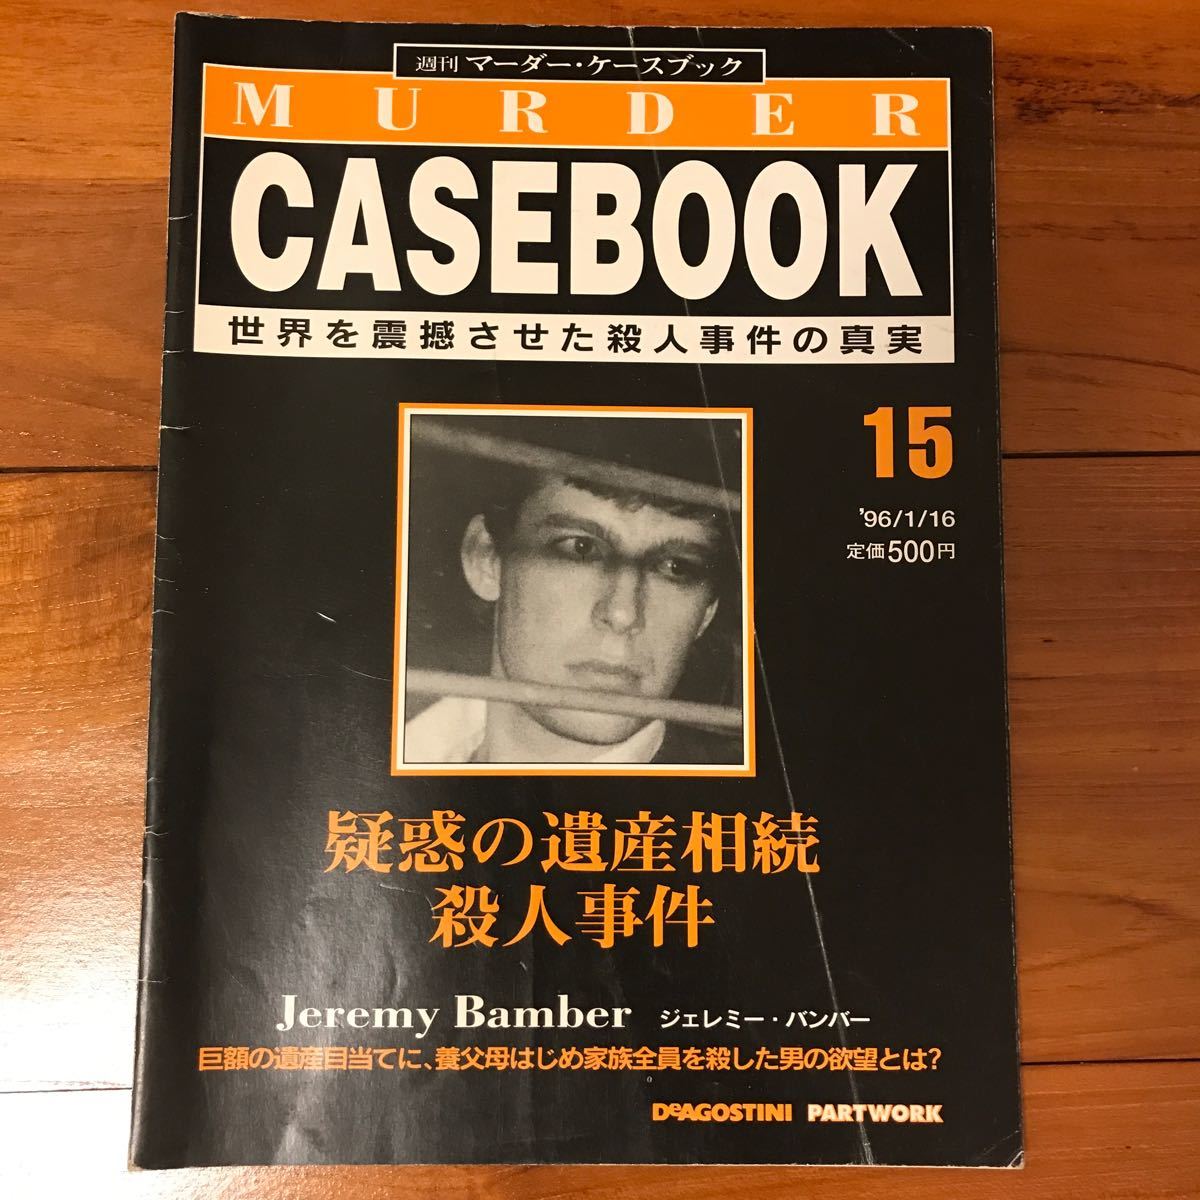 週刊 マーダー・ケースブック
MURDER
CASEBOOK
世界を震撼させた殺人事件の真実
15
'96/1/16
定価500円
疑惑の遺産相続
殺人事件
Jeremy Bamber ジェレミー・バンバー
巨額の遺産目当てに、養父母はじめ家族全員を殺した男の欲望とは?
DeAGOSTINI PARTWORK